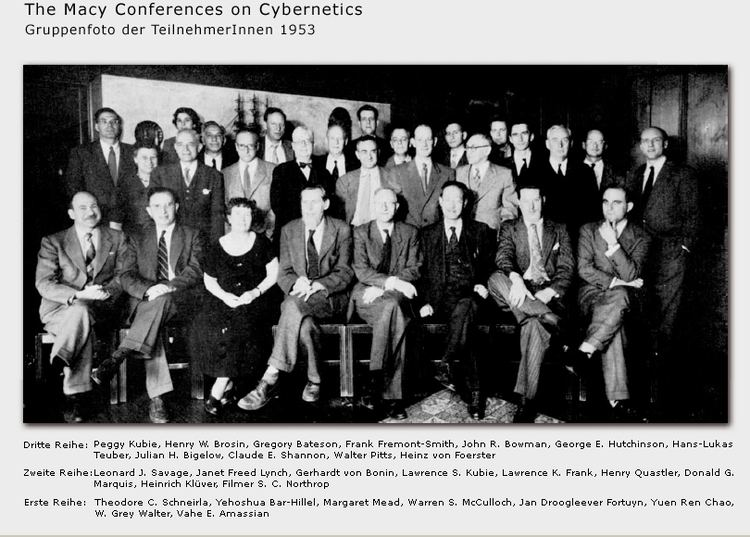 The Macy Conferences on Cybernetics
Gruppenfoto der TeilnehmerInnen 1953
Dritte Reihe: Peggy Kubie, Henry W. Brosin, Gregory Bateson, Frank Fremont-Smith, John R. Bowman, George E. Hutchinson, Hans-Lukas
Teuber, Julian H. Bigelow, Claude E. Shannon, Walter Pitts, Heinz von Foerster
Zweite Reihe:Leonard J. Savage, Janet Freed Lynch, Gerhardt von Bonin, Lawrence S. Kubie, Lawrence K. Frank, Henry Quastler, Donald G.
Marquis, Heinrich Klüver, Filmer S. C. Northrop
Erste Reihe: Theodore C. Schneirla, Yehoshua Bar-Hillel, Margaret Mead, Warren S. McCulloch, Jan Droogleever Fortuyn, Yuen Ren Chao,
W. Grey Walter, Vahe E. Amassian